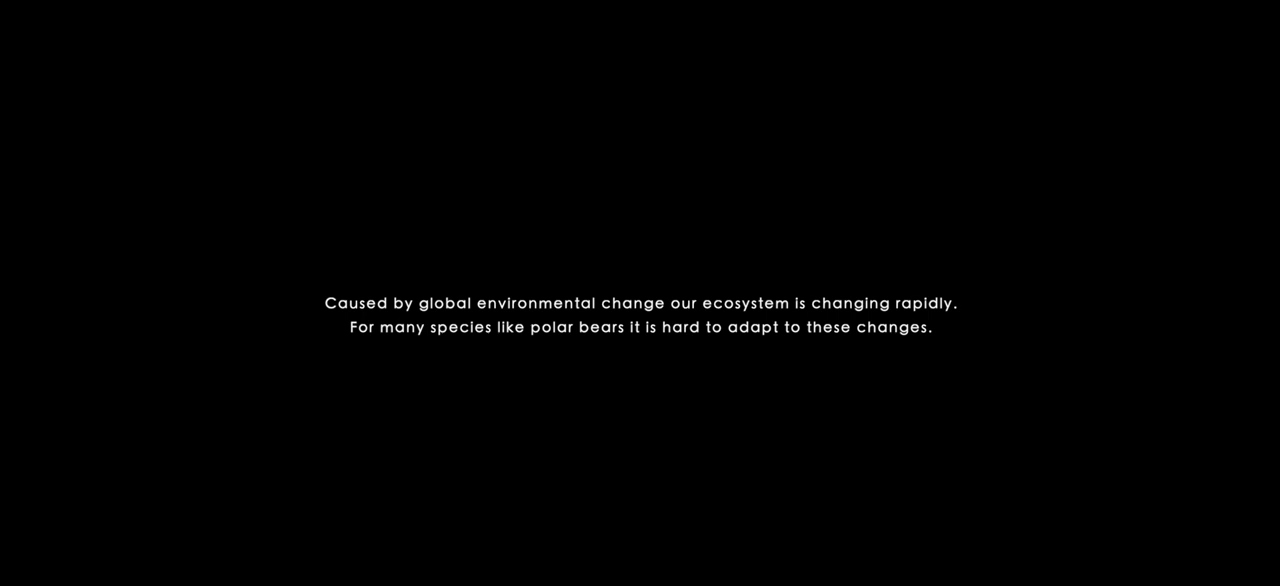 Caused by global environmental change our ecosystem is changing rapidly.
For many species like polar bears it is hard to adapt to these changes.